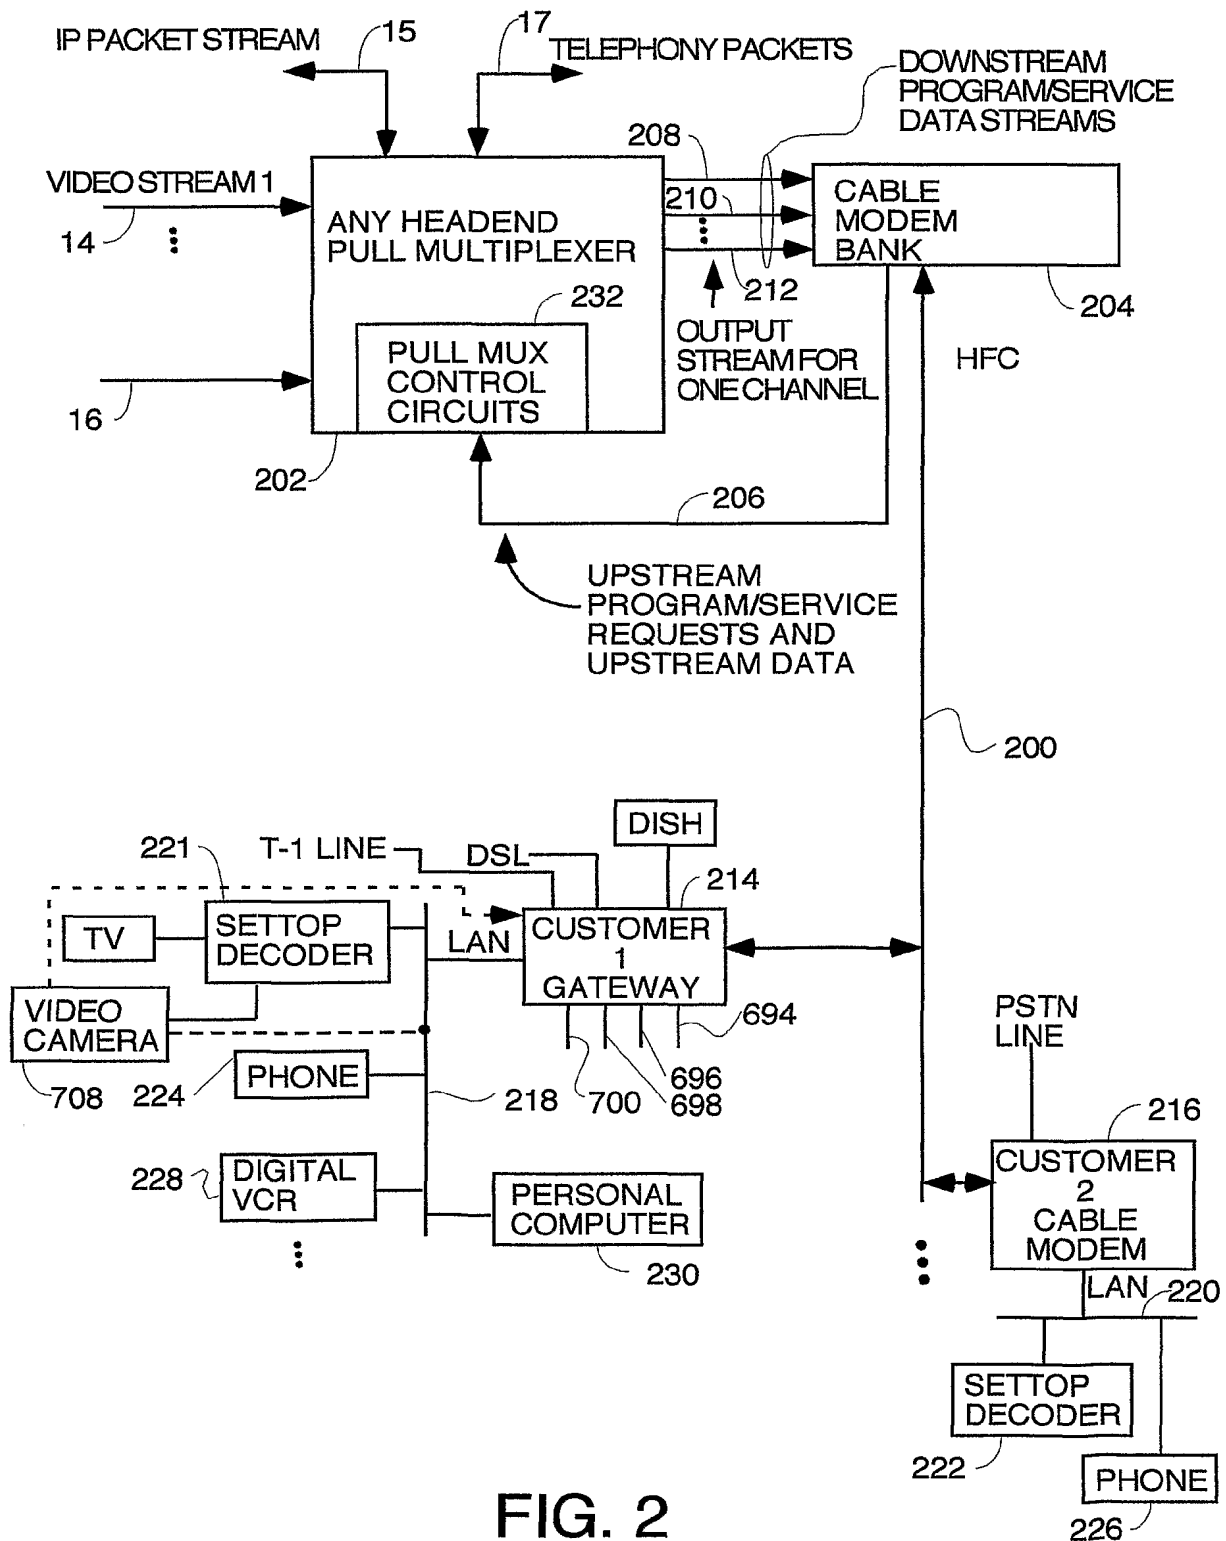 IP PACKET STREAM
15
17
TELEPHONY PACKETS
DOWNSTREAM
PROGRAM/SERVICE
DATA STREAMS
208
VIDEO STREAM 1
14
ANY HEADEND
PULL MULTIPLEXER
210
212
CABLE
MODEM
BANK
204
232
PULL MUX
CONTROL
CIRCUITS
OUTPUT
STREAM FOR
ONE CHANNEL
HFC
16
202
206
UPSTREAM
PROGRAM/SERVICE
REQUESTS AND
UPSTREAM DATA
200
DISH
T-1 LINE
DSL
221
214
TV
SETTOP
DECODER
LAN
CUSTOMER
1
GATEWAY
VIDEO
CAMERA
708
694
696
698
700
224
PHONE
218
PSTN
LINE
216
228
DIGITAL
VCR
PERSONAL
COMPUTER
230
CUSTOMER
2
CABLE
MODEM
LAN
220
SETTOP
DECODER
222
PHONE
226
FIG. 2